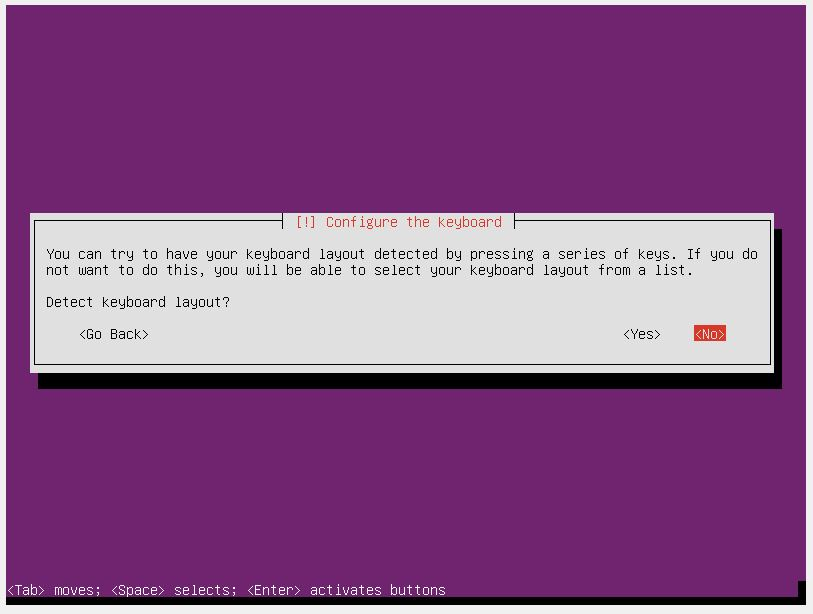 [!] Configure the keyboard
You can try to have your keyboard layout detected by pressing a series of keys. If you do
not want to do this, you will be able to select your keyboard layout from a list.
Detect keyboard layout?
<Go Back> <Yes> <No>
<Tab> moves; <Space> selects; <Enter> activates buttons